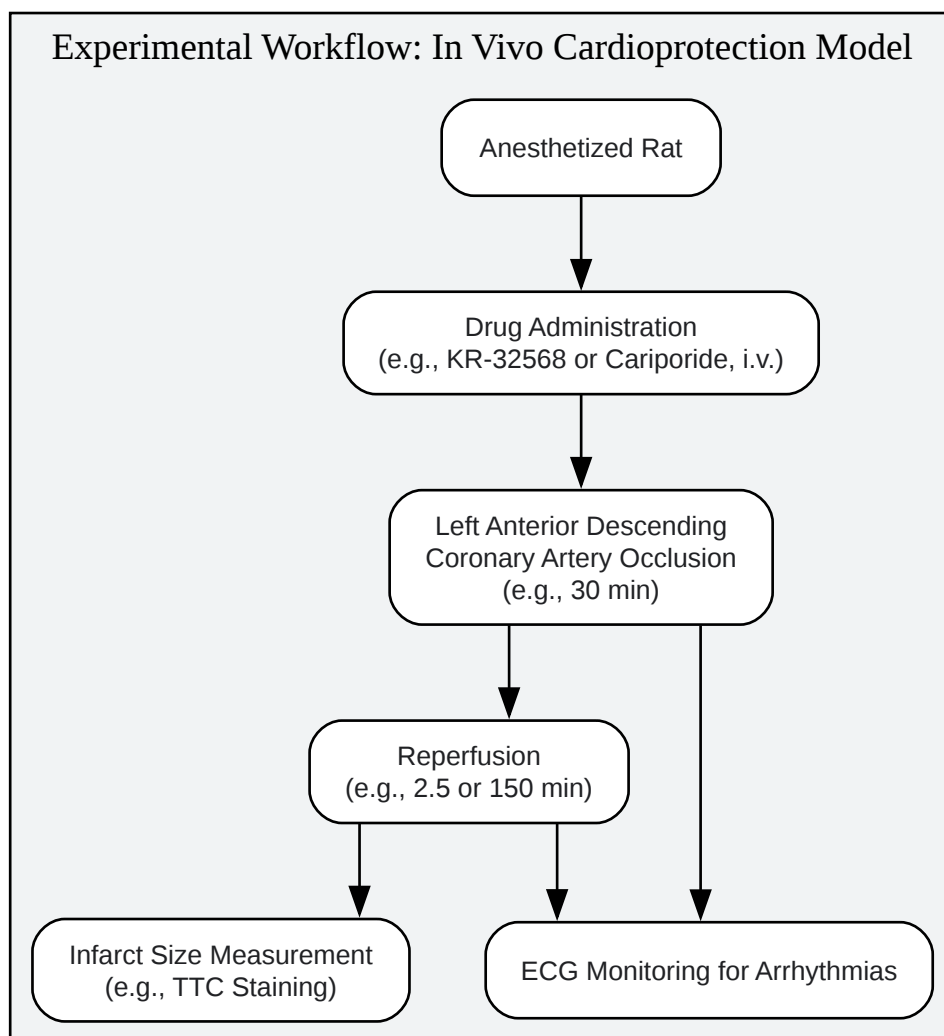 Experimental Workflow: In Vivo Cardioprotection Model
Anesthetized Rat
Drug Administration
(e.g., KR-32568 or Cariporide, i.v.)
Left Anterior Descending
Coronary Artery Occlusion
(e.g., 30 min)
Reperfusion
(e.g., 2.5 or 150 min)
Infarct Size Measurement
(e.g., TTC Staining)
ECG Monitoring for Arrhythmias